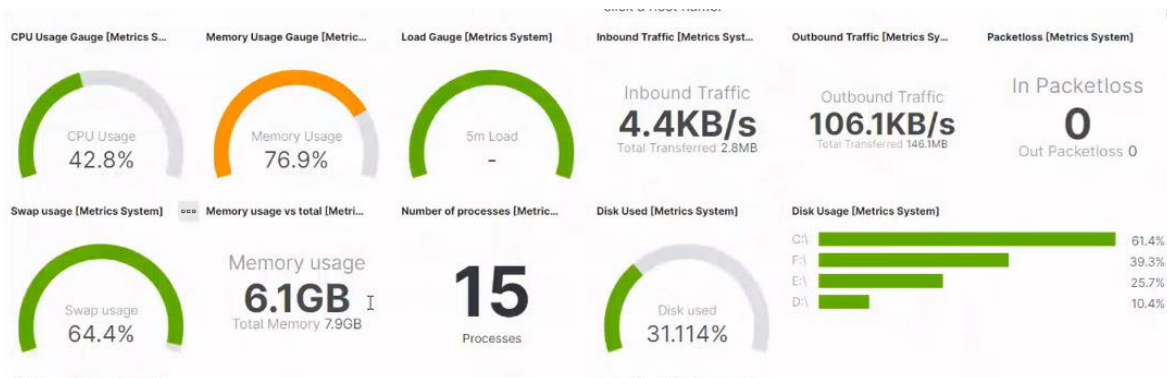 CPU Usage Gauge [Metrics S...
Memory Usage Gauge [Metric...
Load Gauge [Metrics System]
Inbound Traffic [Metrics Syst...
Outbound Traffic [Metrics Sy...
Packetloss [Metrics System]
CPU Usage
42.8%
Memory Usage
76.9%
5m Load
-
Inbound Traffic
4.4KB/s
Total Transferred 2.8MB
Outbound Traffic
106.1KB/s
Total Transferred 146.1MB
In Packetloss
0
Out Packetloss 0
Swap usage [Metrics System]
Memory usage vs total [Metri...
Number of processes [Metric...
Disk Used [Metrics System]
Disk Usage [Metrics System]
Swap usage
64.4%
Memory usage
6.1GB
Total Memory 7.9GB
15
Processes
Disk used
31.114%
C:\ 61.4%
F:\ 39.3%
E:\ 25.7%
D:\ 10.4%